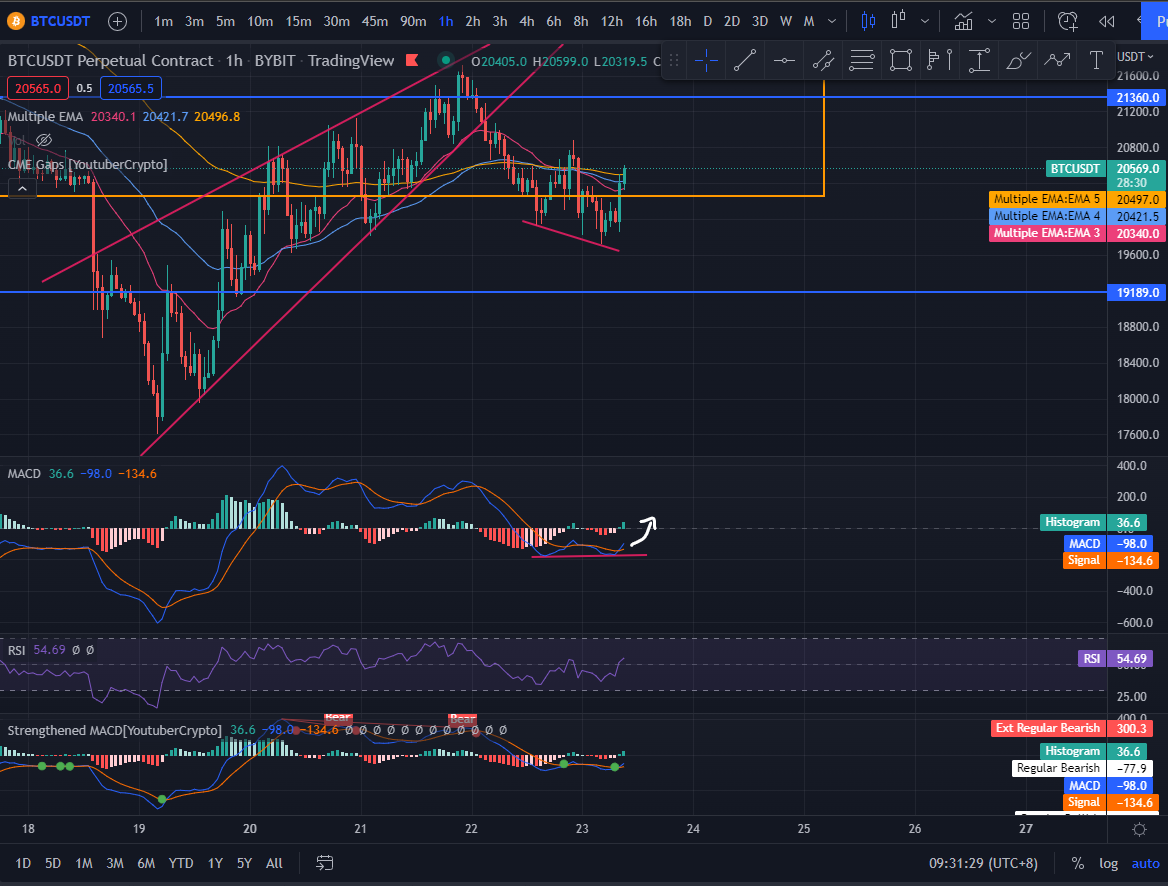 BTCUSDT 1m 3m 5m 10m 15m 30m 45m 90m 1h 2h 3h 4h 6h 8h 12h 16h 18h D 2D 3D W M
BTCUSDT Perpetual Contract · 1h · BYBIT · TradingView O20405.0 H20599.0 L20319.5 C USDT
21600.0
20565.0 0.5 20565.5
21360.0
Multiple EMA 20340.1 20421.7 20496.8
21200.0
20800.0
CME Gaps [YoutuberCrypto]
BTCUSDT 20569.0
28:30
Multiple EMA:EMA 5 20497.0
Multiple EMA:EMA 4 20421.5
Multiple EMA:EMA 3 20340.0
19600.0
19189.0
18800.0
18400.0
18000.0
17600.0
MACD 36.6 −98.0 −134.6
400.0
200.0
Histogram 36.6
MACD −98.0
Signal −134.6
−400.0
−600.0
RSI 54.69 Ø Ø
RSI 54.69
25.00
Bear Bear
400.0
Strengthened MACD[YoutuberCrypto] 36.6 −98.0 −134.6 Ø Ø Ø Ø Ø Ø Ø Ø Ø Ø Ø Ø
Ext Regular Bearish 300.3
Histogram 36.6
Regular Bearish −77.9
MACD −98.0
Signal −134.6
18 19 20 21 22 23 24 25 26 27
1D 5D 1M 3M 6M YTD 1Y 5Y All 09:31:29 (UTC+8) % log auto